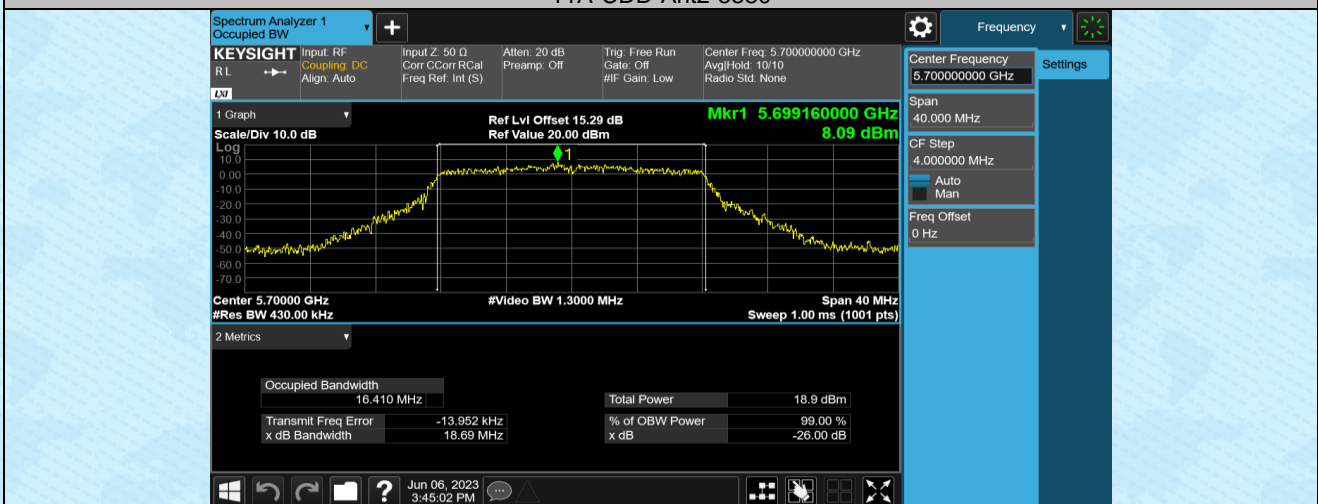 Spectrum Analyzer 1
Occupied BW
Frequency
KEYSIGHT
R L
LXI
Input: RF
Coupling: DC
Align: Auto
Input Z: 50 Ω
Corr CCorr RCal
Freq Ref: Int (S)
Atten: 20 dB
Preamp: Off
Trig: Free Run
Gate: Off
#IF Gain: Low
Center Freq: 5.700000000 GHz
Avg|Hold: 10/10
Radio Std: None
Center Frequency
5.700000000 GHz
Settings
Span
40.000 MHz
CF Step
4.000000 MHz
Auto
Man
Freq Offset
0 Hz
1 Graph
Scale/Div 10.0 dB
Ref Lvl Offset 15.29 dB
Ref Value 20.00 dBm
Mkr1 5.699160000 GHz
8.09 dBm
Log
1
10.0
0.00
-10.0
-20.0
-30.0
-40.0
-50.0
-60.0
-70.0
Center 5.70000 GHz
#Video BW 1.3000 MHz
Span 40 MHz
#Res BW 430.00 kHz
Sweep 1.00 ms (1001 pts)
2 Metrics
Occupied Bandwidth
16.410 MHz
Total Power 18.9 dBm
Transmit Freq Error -13.952 kHz
% of OBW Power 99.00 %
x dB Bandwidth 18.69 MHz
x dB -26.00 dB
?
Jun 06, 2023
3:45:02 PM